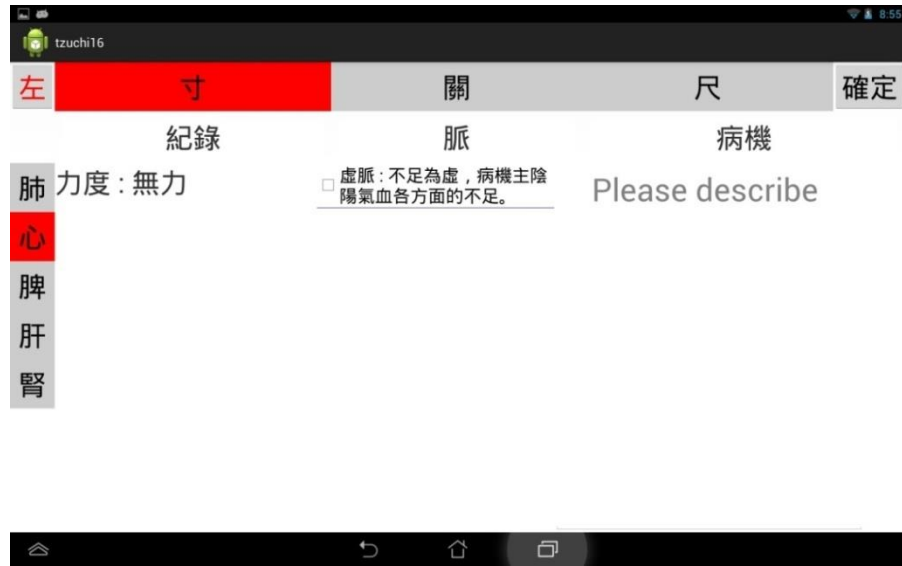 8:55
tzuchi16
左 寸 關 尺 確定
紀錄 脈 病機
肺 力度 : 無力
虛脈 : 不足為虛，病機主陰
陽氣血各方面的不足。
Please describe
心
脾
肝
腎